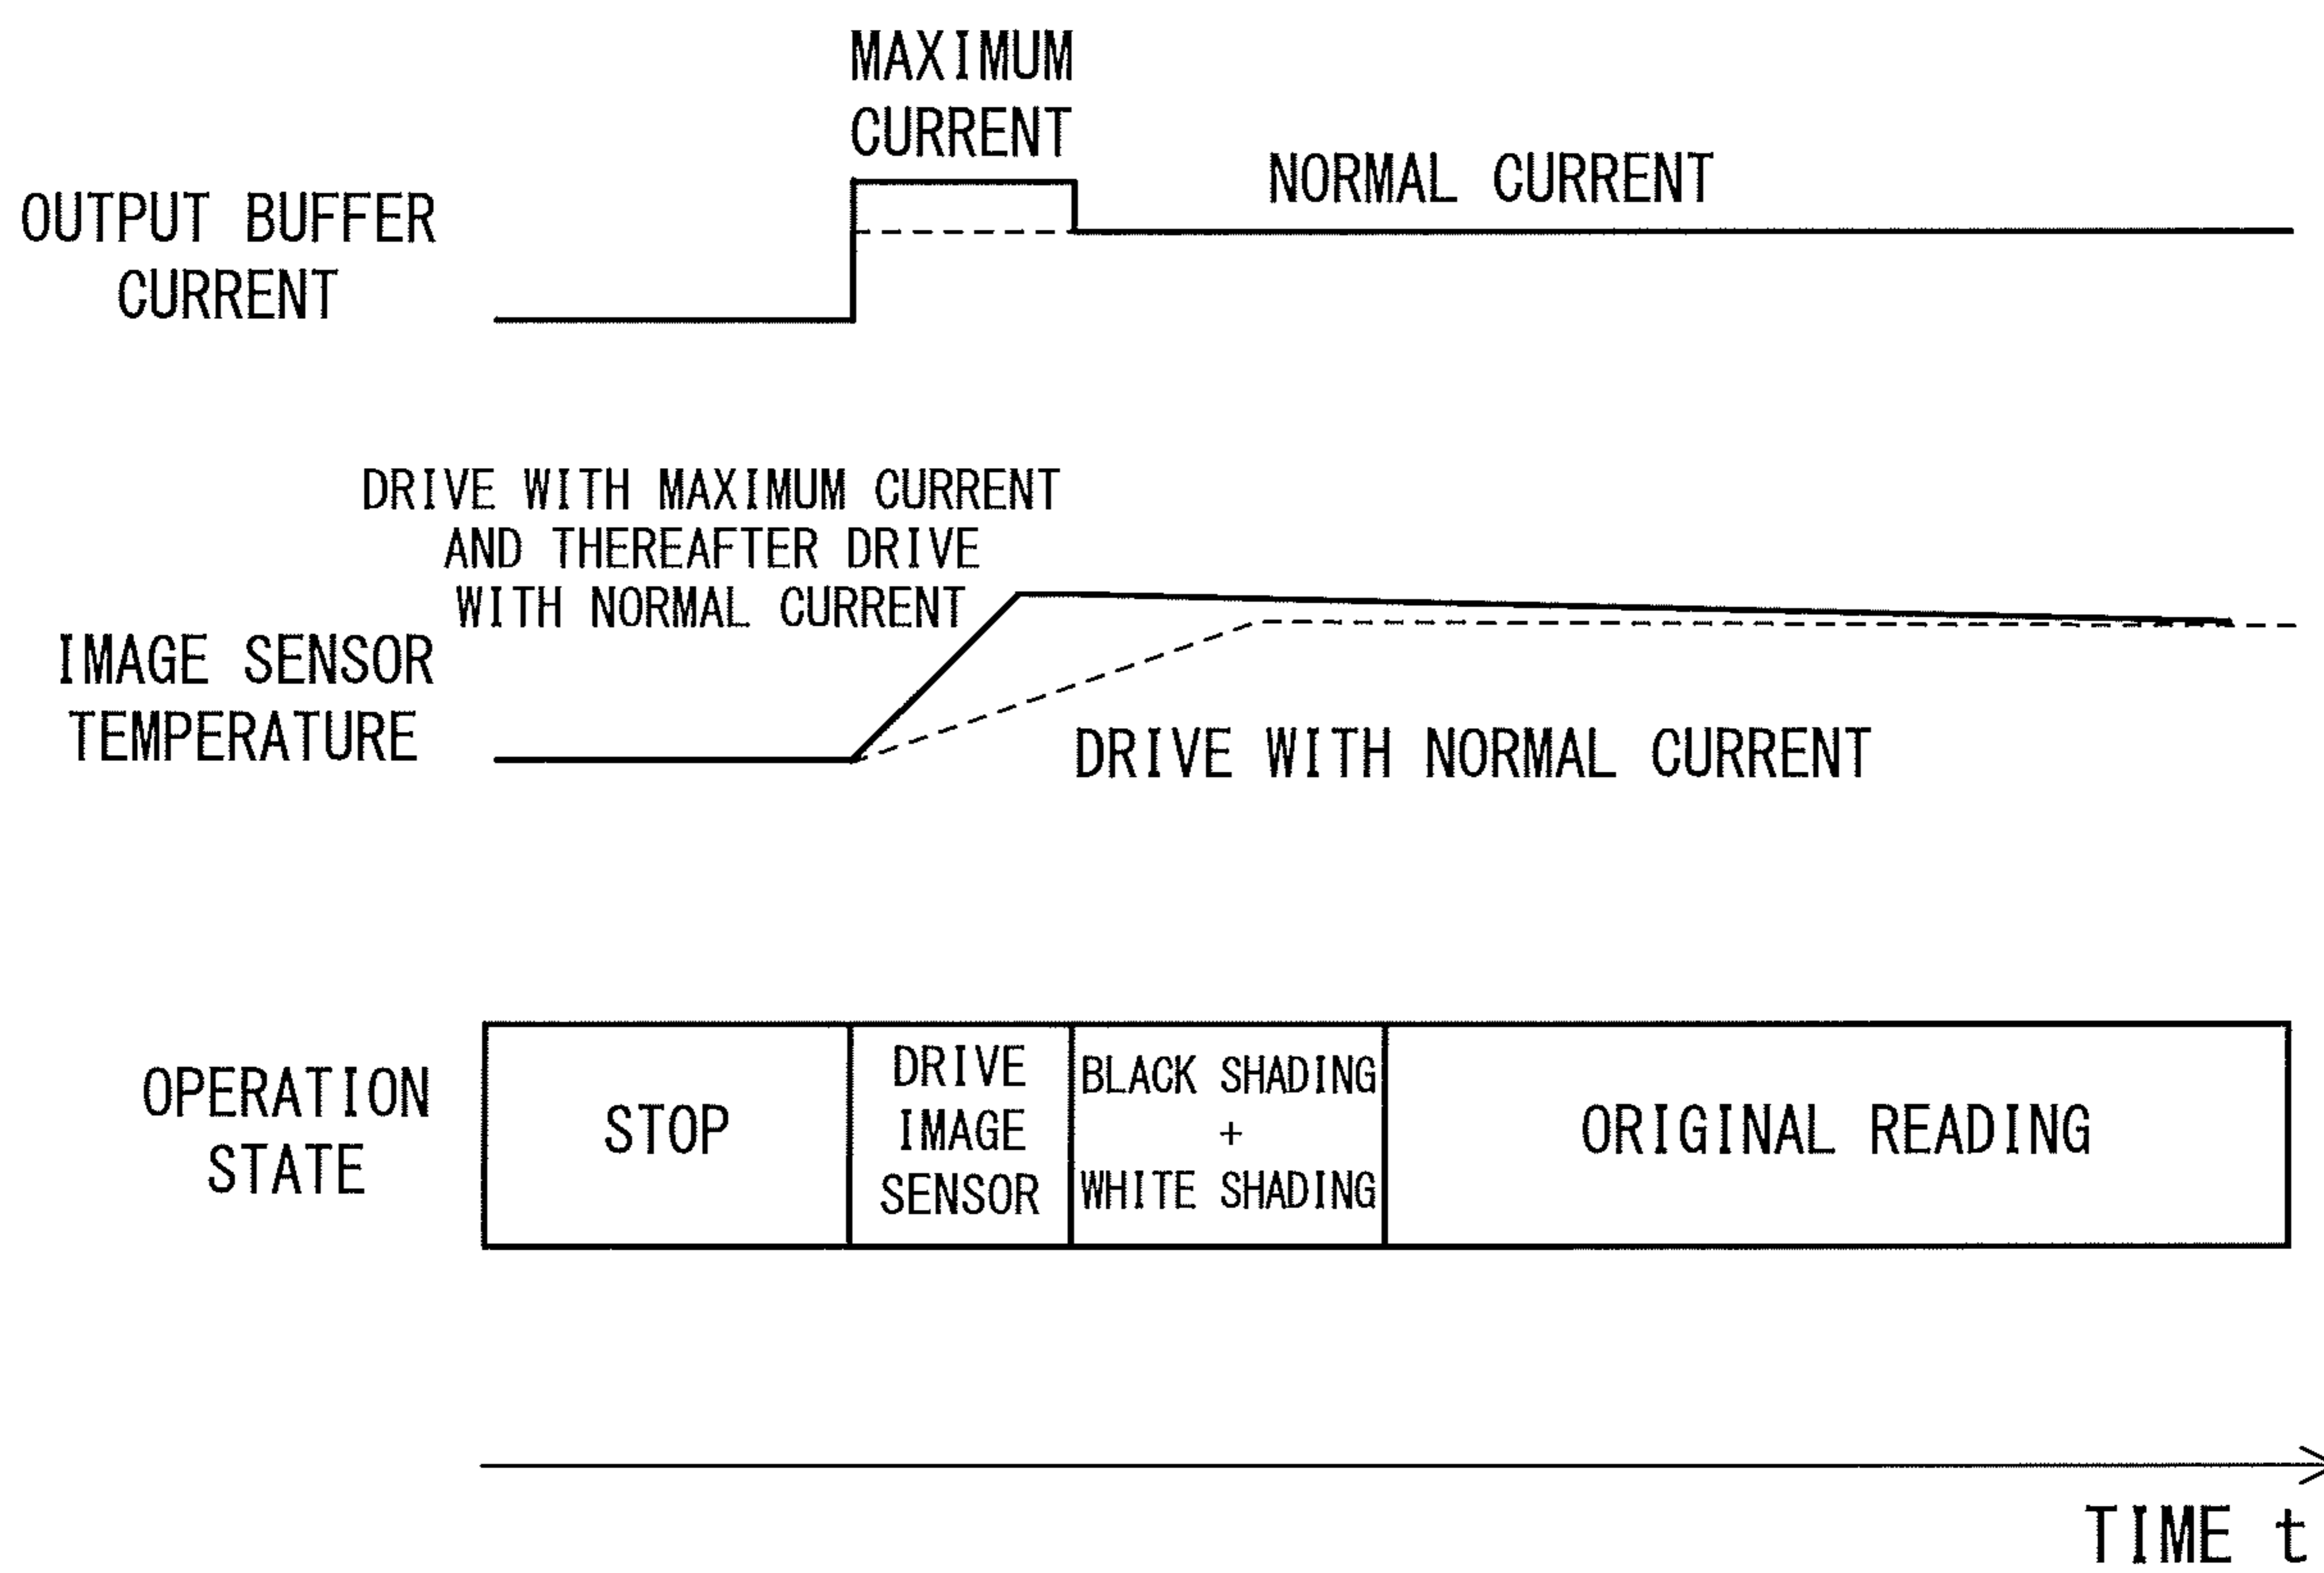 MAXIMUM
CURRENT
NORMAL CURRENT
OUTPUT BUFFER
CURRENT
DRIVE WITH MAXIMUM CURRENT
AND THEREAFTER DRIVE
WITH NORMAL CURRENT
IMAGE SENSOR
TEMPERATURE
DRIVE WITH NORMAL CURRENT
OPERATION
STATE
STOP
DRIVE
IMAGE
SENSOR
BLACK SHADING
+
WHITE SHADING
ORIGINAL READING
TIME t